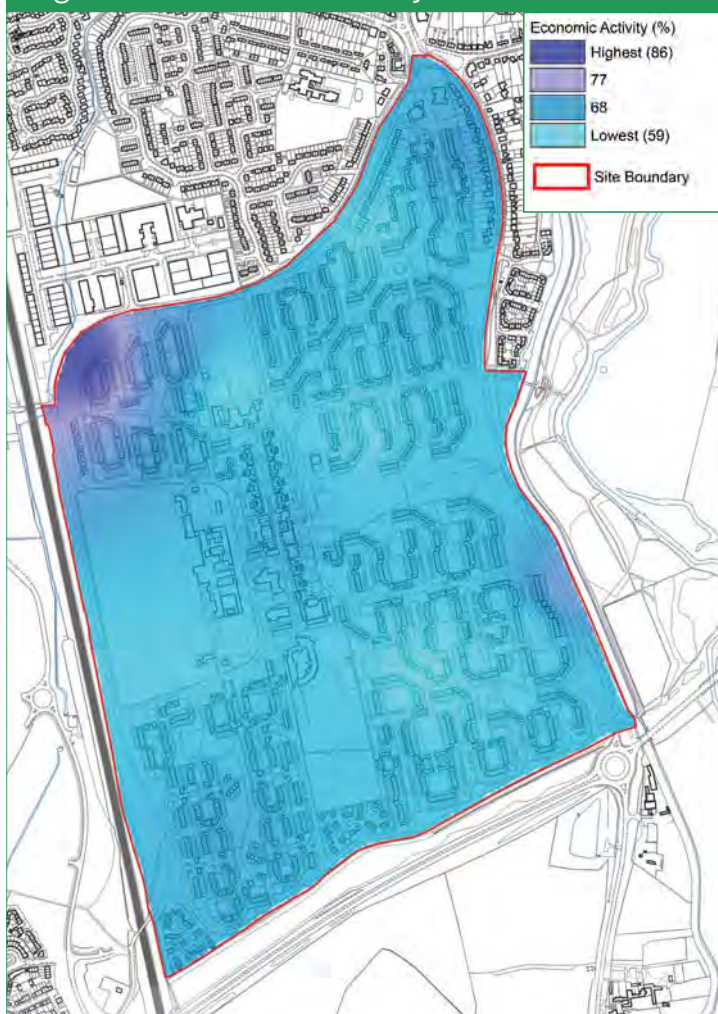 Economic Activity (%)
Highest (86)
77
68
Lowest (59)
Site Boundary